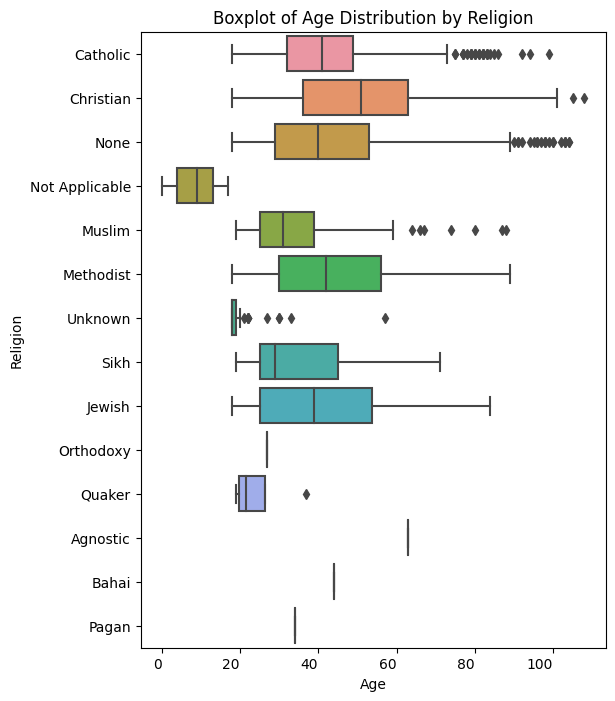 Boxplot of Age Distribution by Religion
Religion
Catholic
Christian
None
Not Applicable
Muslim
Methodist
Unknown
Sikh
Jewish
Orthodoxy
Quaker
Agnostic
Bahai
Pagan
0 20 40 60 80 100
Age